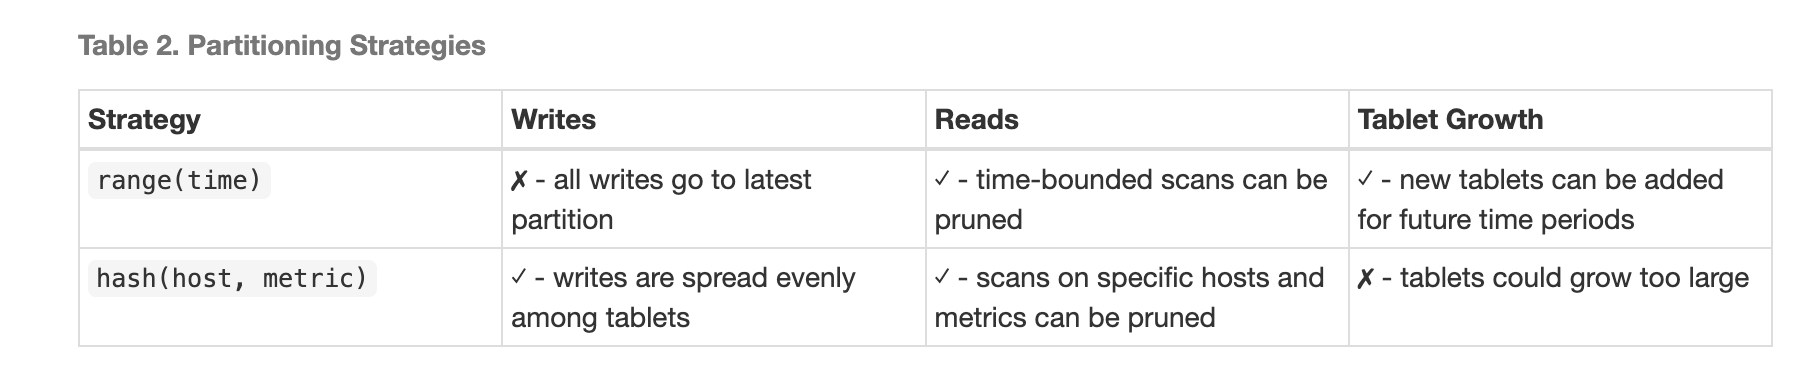 Table 2. Partitioning Strategies
Strategy Writes Reads Tablet Growth
range(time) ✗ - all writes go to latest partition ✓ - time-bounded scans can be pruned ✓ - new tablets can be added for future time periods
hash(host, metric) ✓ - writes are spread evenly among tablets ✓ - scans on specific hosts and metrics can be pruned ✗ - tablets could grow too large